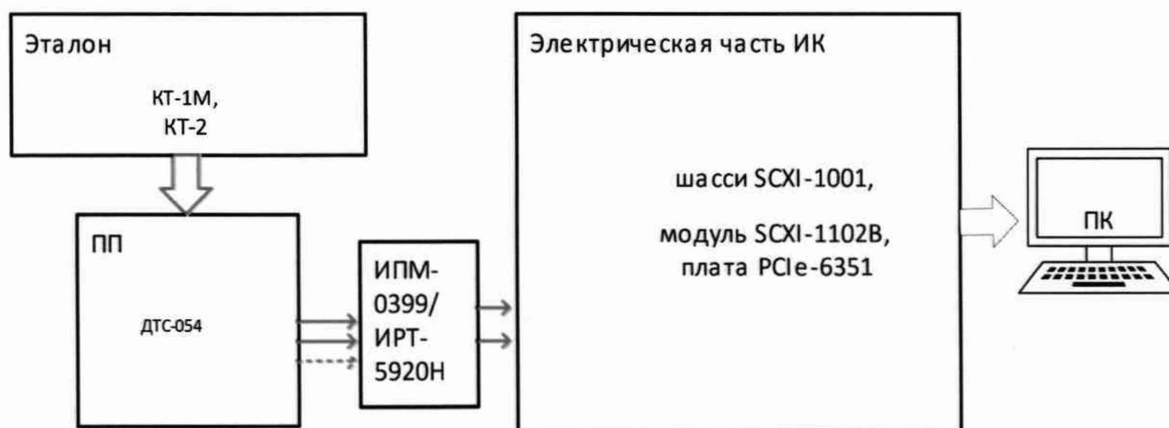 Эталон
КТ-1М,
КТ-2
ПП
ДТС-054
ИПМ-
0399/
ИРТ-
5920Н
Электрическая часть ИК
шасси SCXI-1001,
модуль SCXI-1102B,
плата PCIe-6351
ПК